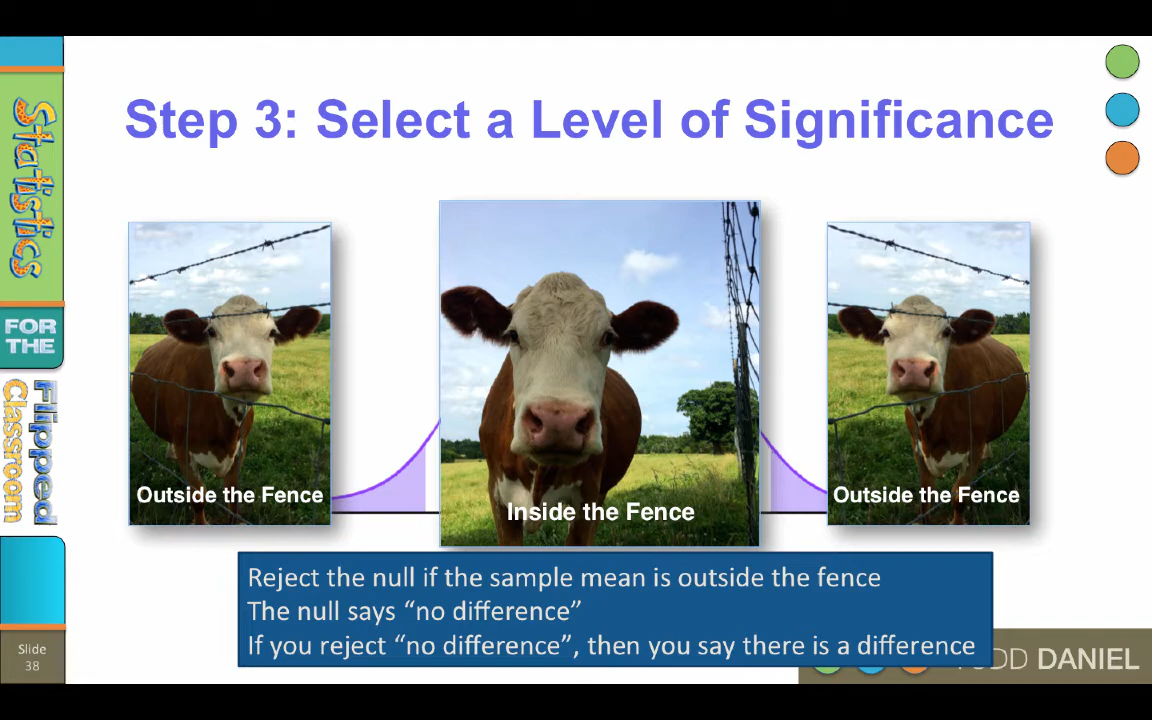 Step 3: Select a Level of Significance
Statistics
FOR
THE
Flipped
Classroom
Outside the Fence
Inside the Fence
Outside the Fence
Reject the null if the sample mean is outside the fence
The null says “no difference”
If you reject “no difference”, then you say there is a difference
Slide
38
DANIEL